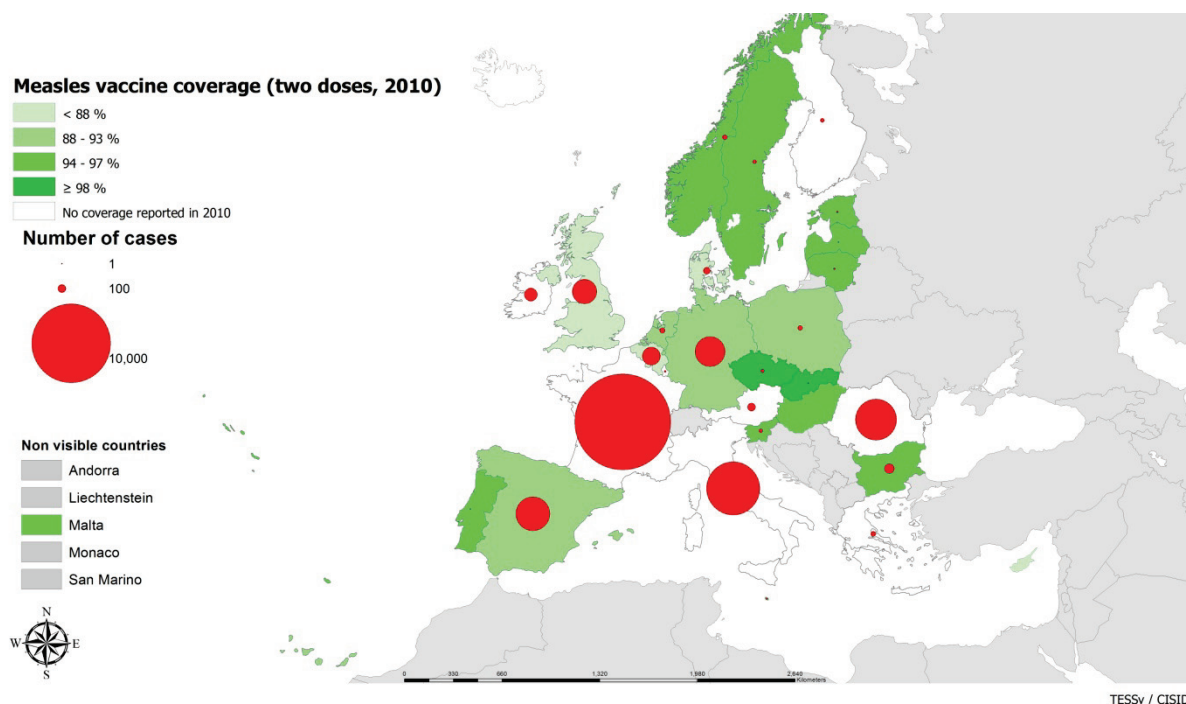 Measles vaccine coverage (two doses, 2010)
< 88 %
88 - 93 %
94 - 97 %
≥ 98 %
No coverage reported in 2010
Number of cases
1
100
10,000
Non visible countries
Andorra
Liechtenstein
Malta
Monaco
San Marino
N
W E
S
0 330 660 1,320 1,980 2,640
Kilometers
TESSy / CISID